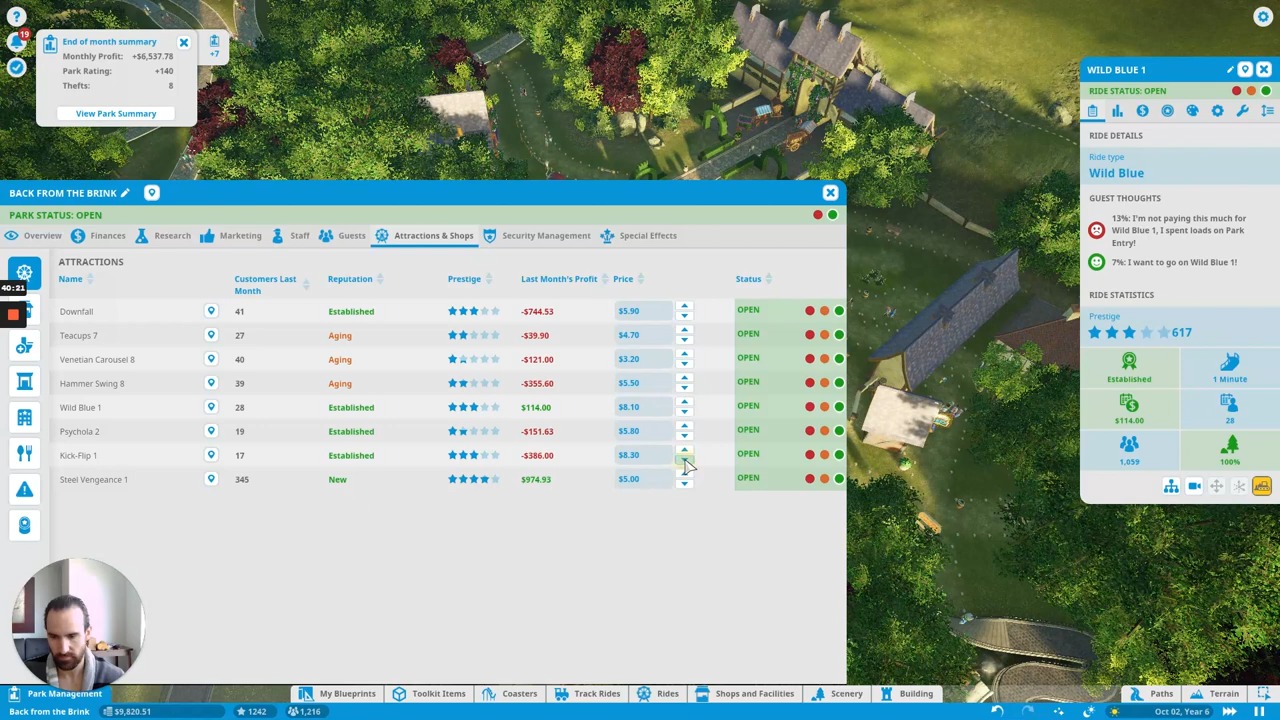 ?
19
End of month summary
Monthly Profit: +$6,537.78
Park Rating: +140
Thefts: 8
View Park Summary
+7
BACK FROM THE BRINK
PARK STATUS: OPEN
Overview Finances Research Marketing Staff Guests Attractions & Shops Security Management Special Effects
ATTRACTIONS
Name Customers Last Month Reputation Prestige Last Month's Profit Price Status
Downfall 41 Established -$744.53 $5.90 OPEN
Teacups 7 27 Aging -$39.90 $4.70 OPEN
Venetian Carousel 8 40 Aging -$121.00 $3.20 OPEN
Hammer Swing 8 39 Aging -$355.60 $5.50 OPEN
Wild Blue 1 28 Established $114.00 $8.10 OPEN
Psychola 2 19 Established -$151.63 $5.80 OPEN
Kick-Flip 1 17 Established -$386.00 $8.30 OPEN
Steel Vengeance 1 345 New $974.93 $5.00 OPEN
40:21
WILD BLUE 1
RIDE STATUS: OPEN
RIDE DETAILS
Ride type
Wild Blue
GUEST THOUGHTS
13%: I'm not paying this much for
Wild Blue 1, I spent loads on Park
Entry!
7%: I want to go on Wild Blue 1!
RIDE STATISTICS
Prestige
617
Established 1 Minute
$114.00 28
1,059 100%
Park Management My Blueprints Toolkit Items Coasters Track Rides Rides Shops and Facilities Scenery Building Paths Terrain
Back from the Brink $9,820.51 1242 1,216 Oct 02, Year 6